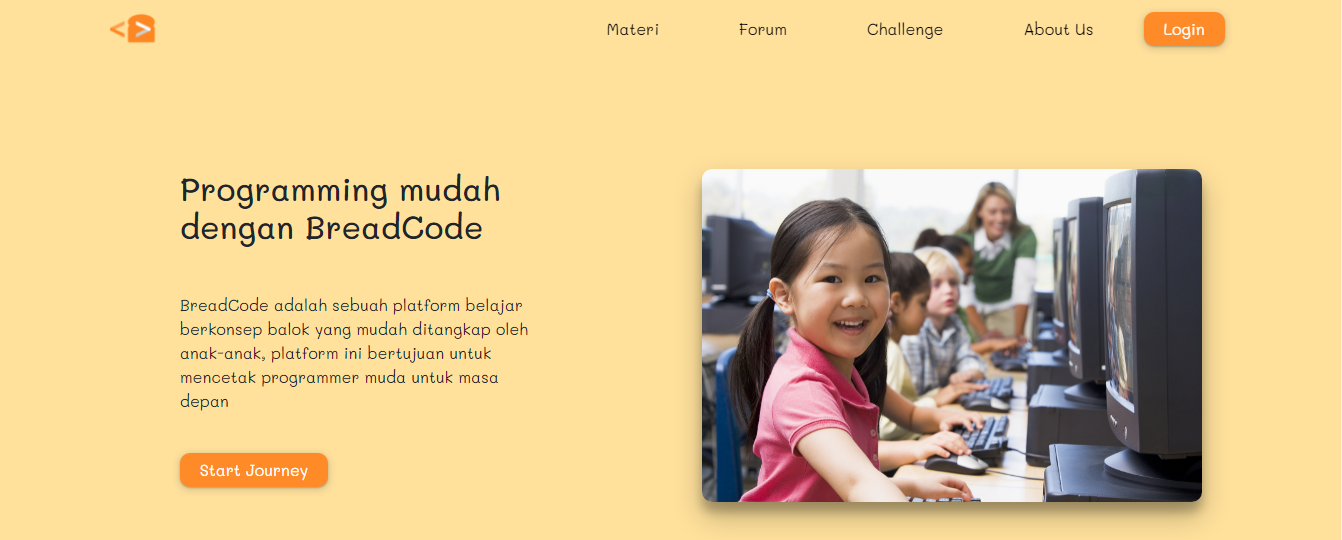 < >
Materi
Forum
Challenge
About Us
Login
Programming mudah
dengan BreadCode
BreadCode adalah sebuah platform belajar
berkonsep balok yang mudah ditangkap oleh
anak-anak, platform ini bertujuan untuk
mencetak programmer muda untuk masa
depan
Start Journey